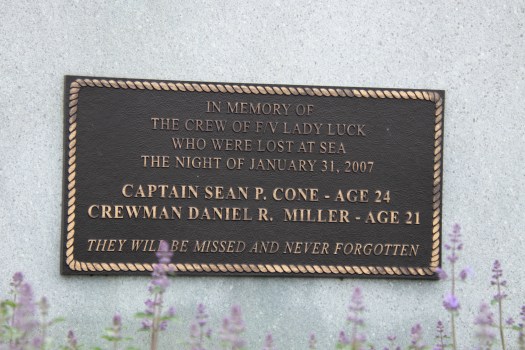 IN MEMORY OF
THE CREW OF F/V LADY LUCK
WHO WERE LOST AT SEA
THE NIGHT OF JANUARY 31, 2007
CAPTAIN SEAN P. CONE - AGE 24
CREWMAN DANIEL R. MILLER - AGE 21
THEY WILL BE MISSED AND NEVER FORGOTTEN